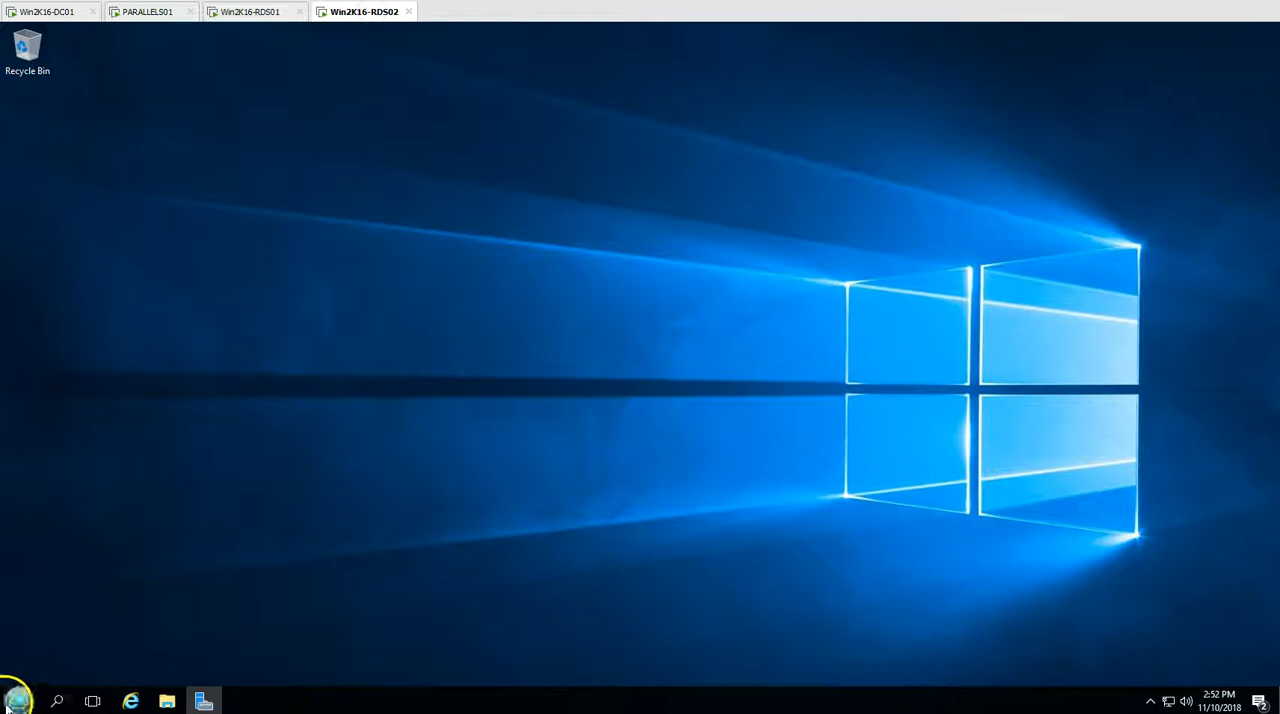 Win2K16-DC01
PARALLELS01
Win2K16-RDS01
Win2K16-RDS02
Recycle Bin
2:52 PM
11/10/2018
2